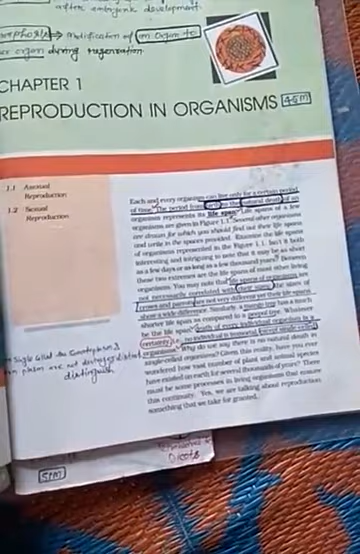 after embryonic development.
modification of an organ to
organ during regeneration
CHAPTER 1
REPRODUCTION IN ORGANISMS
1.1 Asexual
Reproduction
1.2 Sexual
Reproduction
Each and every organism can live only for a certain period
of time. The period from birth to the natural death of an
organism represents its life span. Life spans of a few
organisms are given in Figure 1.1. Several other organisms
are drawn for which you should find out their life spans
and write in the spaces provided. Examine the life spans
of organisms represented in the Figure 1.1. Isn't it both
interesting and intriguing to note that it may be as short
as a few days or as long as a few thousand years? Between
these two extremes are the life spans of most other living
organisms. You may note that life spans of organisms are
not necessarily correlated with their sizes; the sizes of
crows and parrots are not very different yet their life spans
show a wide difference. Similarly, a mango tree has a much
shorter life span as compared to a peepal tree. Whatever
be the life span, death of every individual organism is a
certainty, i.e., no individual is immortal, except single-celled
organisms. Why do we say there is no natural death in
single-celled organisms? Given this reality, have you ever
wondered how vast number of plant and animal species
have existed on earth for several thousands of years? There
must be some processes in living organisms that ensure
this continuity. Yes, we are talking about reproduction,
something that we take for granted.
distinguish
Dicots